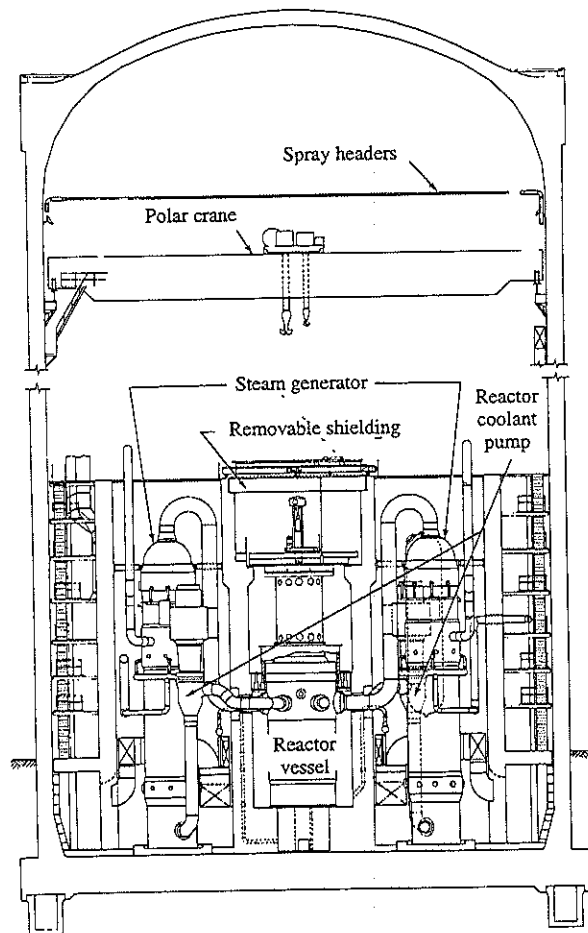 Spray headers
Polar crane
Steam generator
Removable shielding
Reactor
coolant
pump
Reactor
vessel